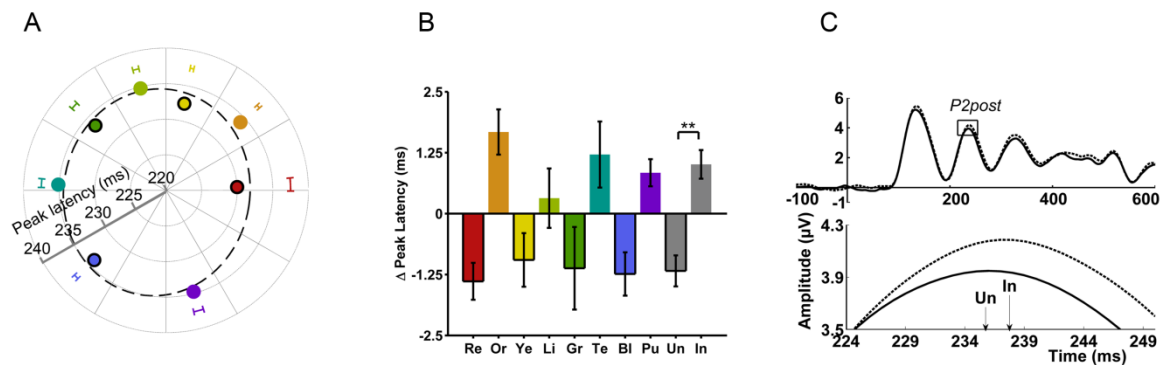 A
Peak latency (ms)
220
225
230
235
240
B
Δ Peak Latency (ms)
2.5
1.25
0
-1.25
-2.5
**
Re Or Ye Li Gr Te Bl Pu Un In
C
6
4
2
-1
P2post
-100 200 400 600
Amplitude (μV)
4.3
3.9
3.5
Un In
224 229 234 239 244 249
Time (ms)